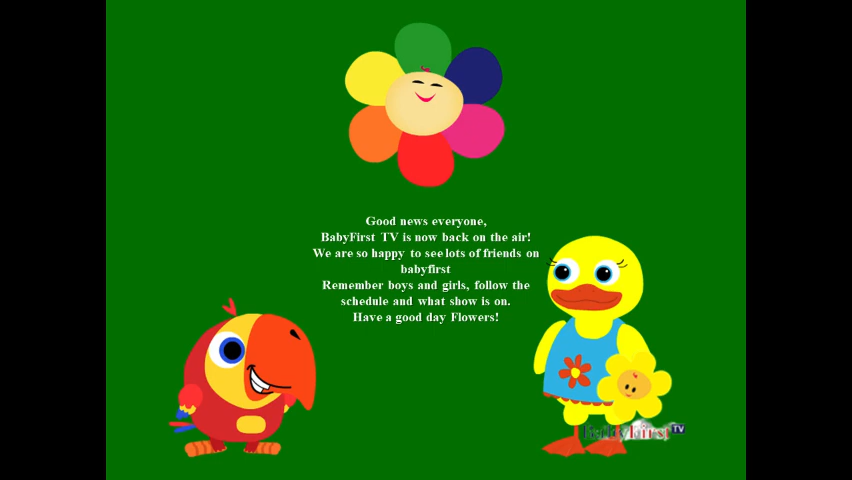 Good news everyone,
BabyFirst TV is now back on the air!
We are so happy to see lots of friends on
babyfirst
Remember boys and girls, follow the
schedule and what show is on.
Have a good day Flowers!
BabyFirst TV